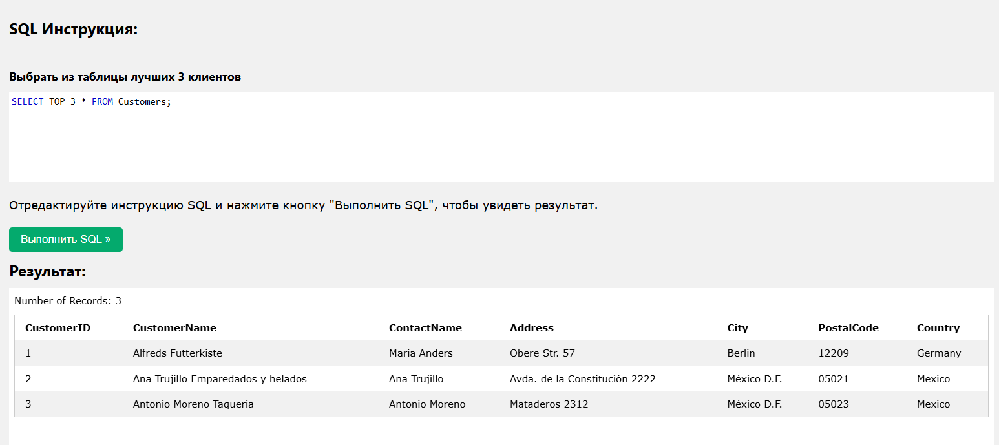 SQL Инструкция:
Выбрать из таблицы лучших 3 клиентов
SELECT TOP 3 * FROM Customers;
Отредактируйте инструкцию SQL и нажмите кнопку "Выполнить SQL", чтобы увидеть результат.
Выполнить SQL »
Результат:
Number of Records: 3
CustomerID CustomerName ContactName Address City PostalCode Country
1 Alfreds Futterkiste Maria Anders Obere Str. 57 Berlin 12209 Germany
2 Ana Trujillo Emparedados y helados Ana Trujillo Avda. de la Constitución 2222 México D.F. 05021 Mexico
3 Antonio Moreno Taquería Antonio Moreno Mataderos 2312 México D.F. 05023 Mexico